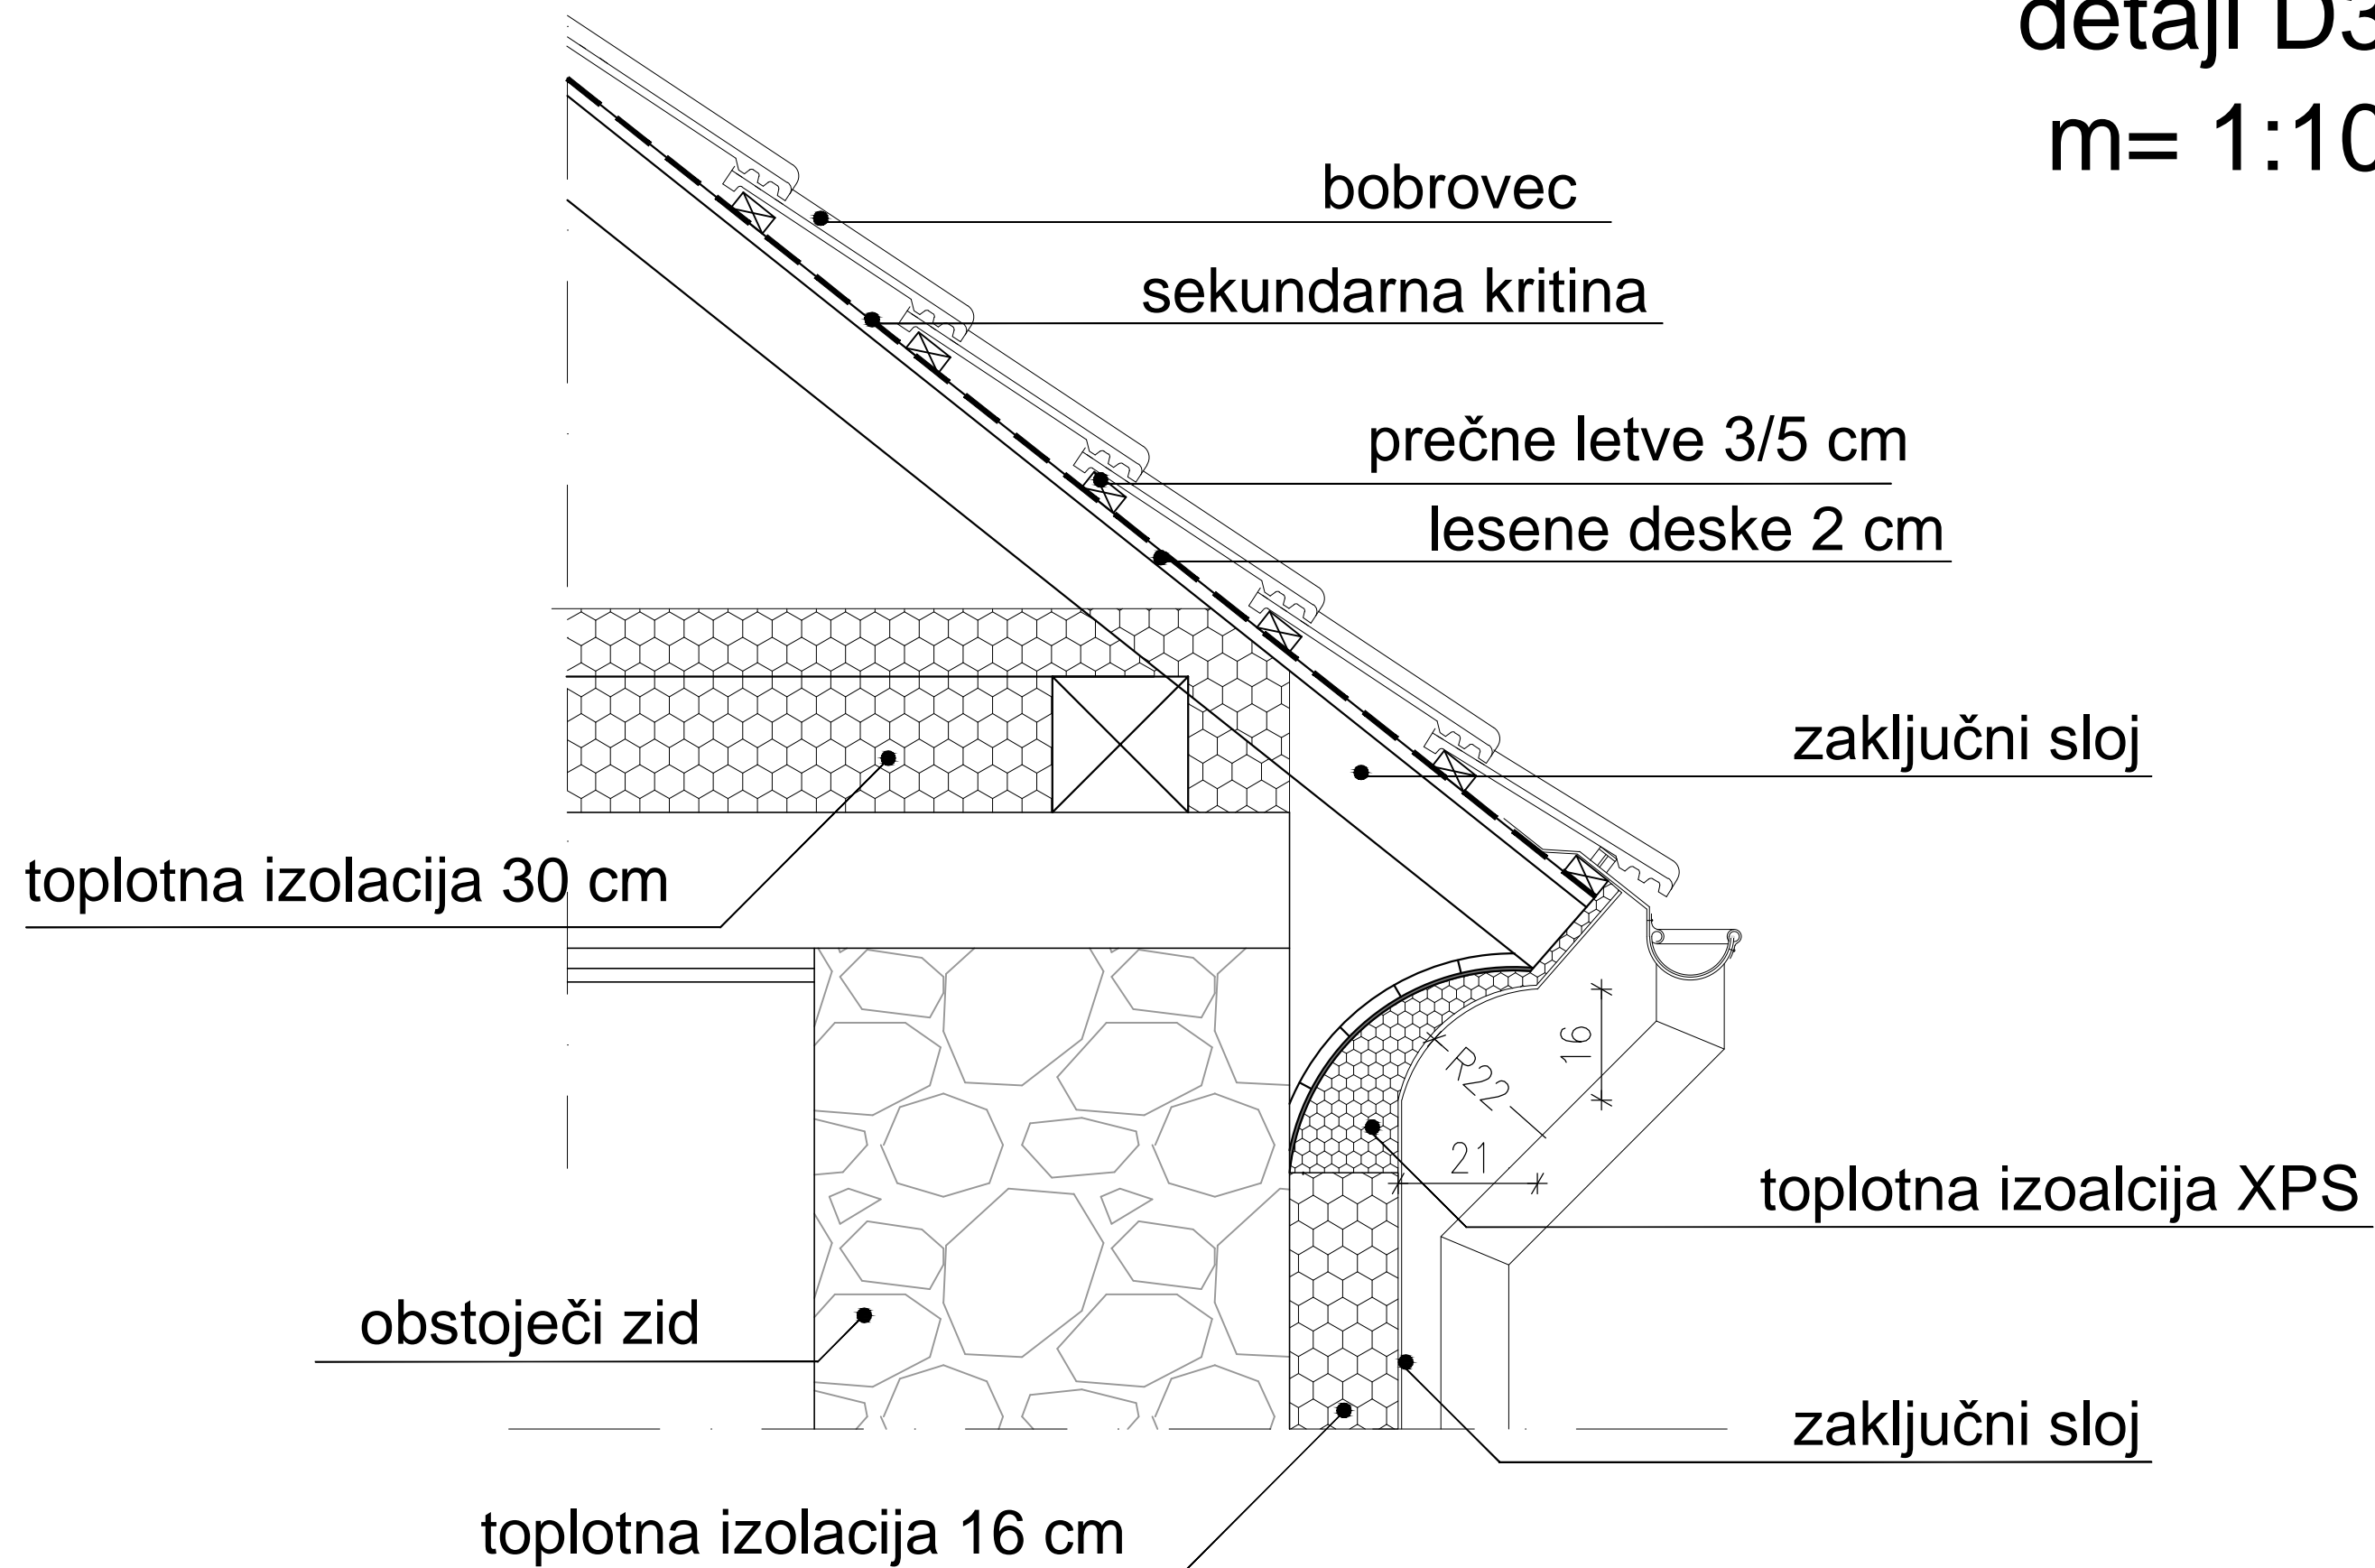 detajl D3
m= 1:10
bobrovec
sekundarna kritina
prečne letve 3/5 cm
lesene deske 2 cm
zaključni sloj
toplotna izolacija 30 cm
16
R22
21
toplotna izoalcija XPS
obstoječi zid
zaključni sloj
toplotna izolacija 16 cm